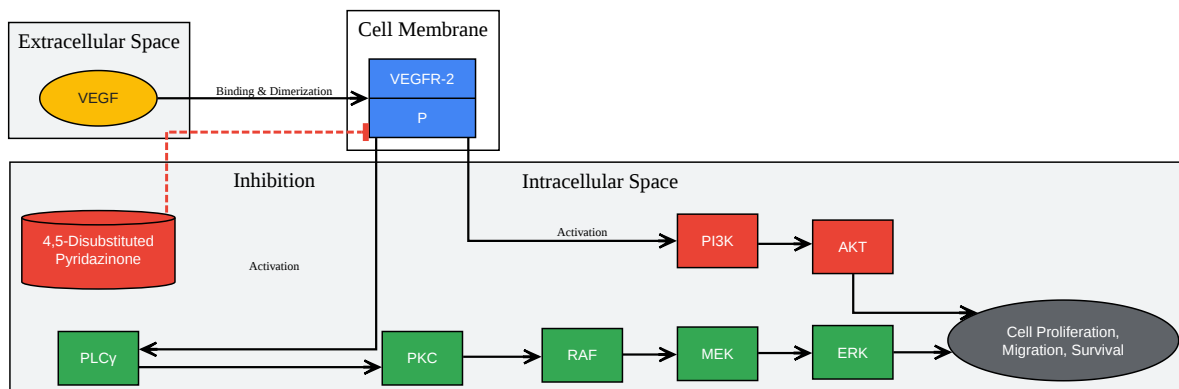 Extracellular Space
Cell Membrane
VEGF
Binding & Dimerization
VEGFR-2
P
Inhibition
Intracellular Space
4,5-Disubstituted
Pyridazinone
Activation
Activation
PI3K
AKT
PLCγ
PKC
RAF
MEK
ERK
Cell Proliferation,
Migration, Survival